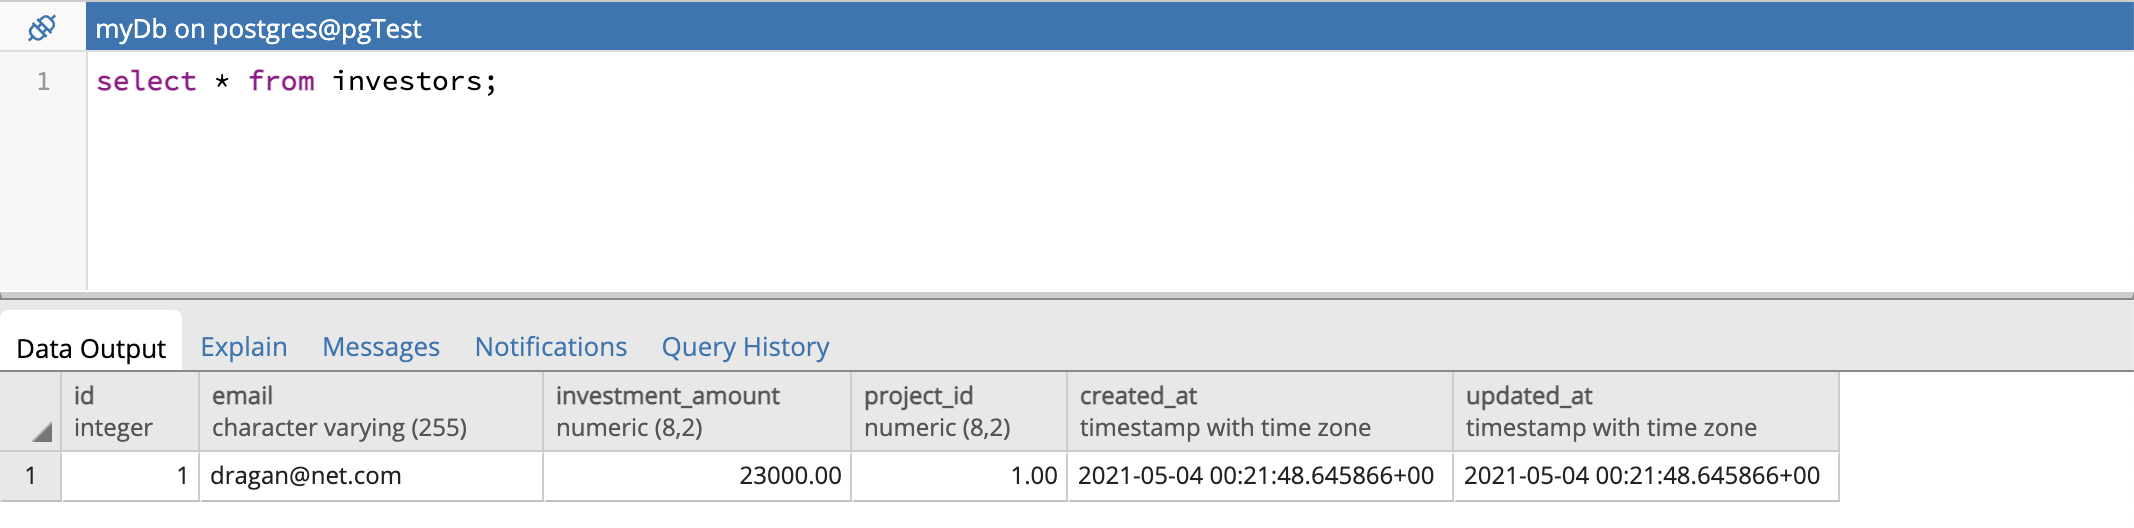 myDb on postgres@pgTest
1 select * from investors;
Data Output Explain Messages Notifications Query History
id email investment_amount project_id created_at updated_at
integer character varying (255) numeric (8,2) numeric (8,2) timestamp with time zone timestamp with time zone
1 1 dragan@net.com 23000.00 1.00 2021-05-04 00:21:48.645866+00 2021-05-04 00:21:48.645866+00